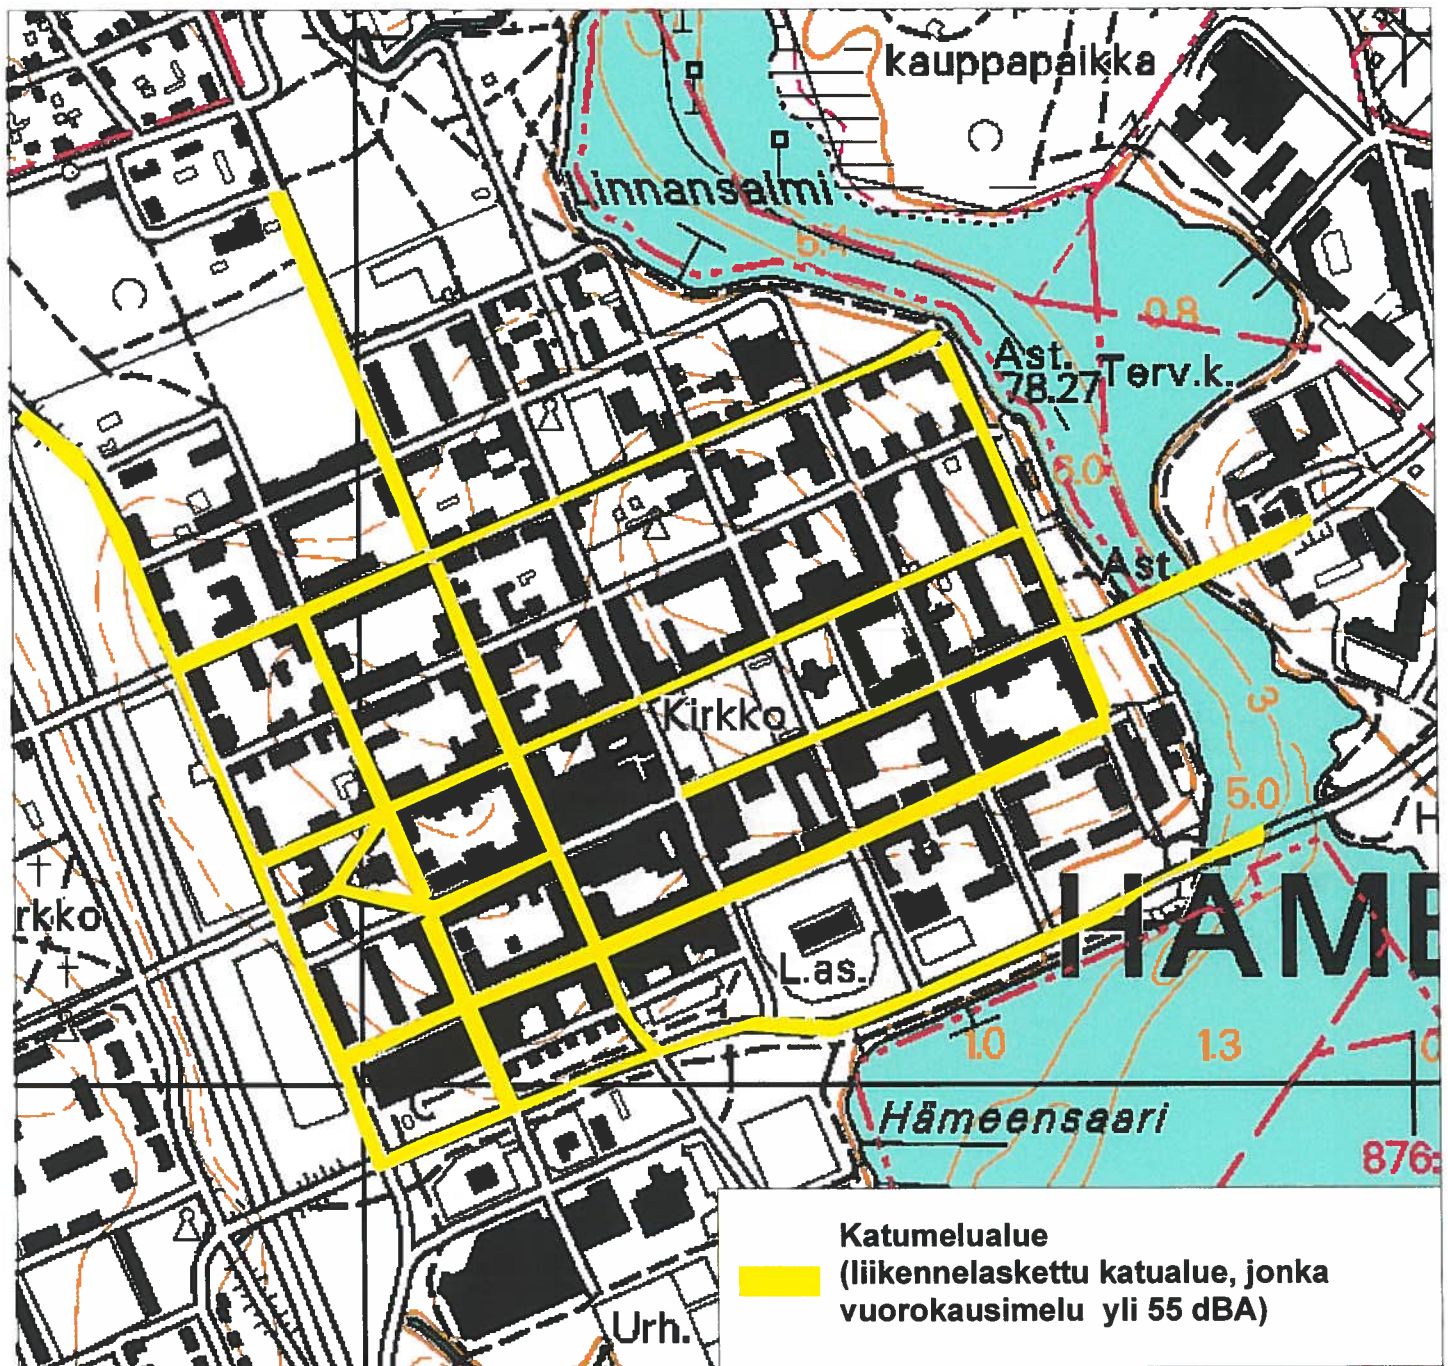 kauppapaikka
Linnansalmi
5.4
0.8
Ast.
78.27
Terv.k.
6.0
Ast.
3
Kirkko
5.0
H
rkko
HÄME
L.as.
1.0
1.3
0
Hämeensaari
876
Urh.
Katumelualue
(liikennelaskettu katualue, jonka
vuorokausimelu yli 55 dBA)